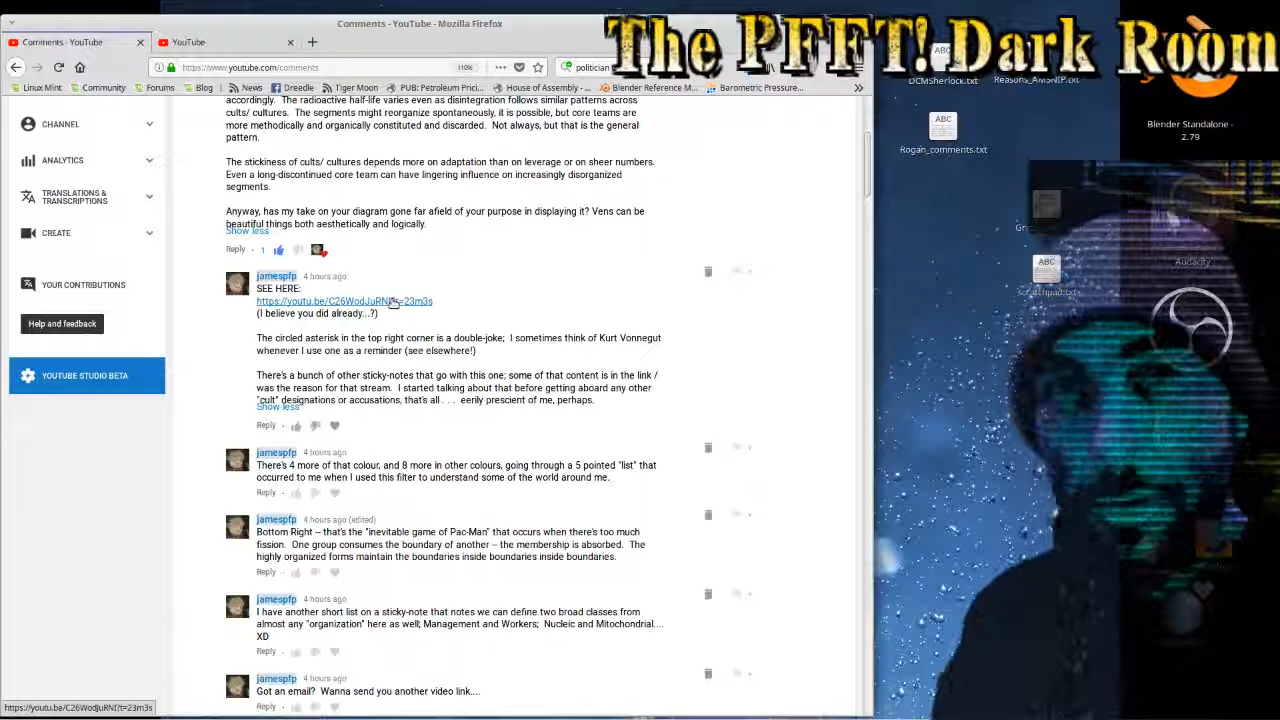 Comments - YouTube - Mozilla Firefox
The PFFT! Dark Room
Comments - YouTube
YouTube
https://www.youtube.com/comments
110%
politician
Linux Mint
Community
Forums
Blog
News
Dreedle
Tiger Moon
PUB: Petroleum Prici...
House of Assembly - ...
Blender Reference M...
Barometric Pressure...
DCMSherlock.txt
Reasons_AMSNIP.txt
Blender Standalone -
2.79
ABC
Rogan_comments.txt
ABC
Audacity
scratchpad.txt
CHANNEL
ANALYTICS
TRANSLATIONS &
TRANSCRIPTIONS
CREATE
YOUR CONTRIBUTIONS
Help and feedback
YOUTUBE STUDIO BETA
accordingly. The radioactive half-life varies even as disintegration follows similar patterns across
cults/ cultures. The segments might reorganize spontaneously, it is possible, but core teams are
more methodically and organically constituted and discarded. Not always, but that is the general
pattern.
The stickiness of cults/ cultures depends more on adaptation than on leverage or on sheer numbers.
Even a long-discontinued core team can have lingering influence on increasingly disorganized
segments.
Anyway, has my take on your diagram gone far afield of your purpose in displaying it? Vens can be
beautiful things both aesthetically and logically.
Show less
Reply · 1
jamespfp 4 hours ago
SEE HERE:
https://youtu.be/C26WodJuRNI?t=23m3s
(I believe you did already...?)
The circled asterisk in the top right corner is a double-joke; I sometimes think of Kurt Vonnegut
whenever I use one as a reminder (see elsewhere!)
There's a bunch of other sticky-notes that go with this one; some of that content is in the link /
was the reason for that stream. I started talking about that before getting aboard any other
"cult" designations or accusations, that's all . . . eerily prescient of me, perhaps.
Show less
Reply
jamespfp 4 hours ago
There's 4 more of that colour, and 8 more in other colours, going through a 5 pointed "list" that
occurred to me when I used this filter to understand some of the world around me.
Reply
jamespfp 4 hours ago (edited)
Bottom Right -- that's the "inevitable game of Pac-Man" that occurs when there's too much
fission. One group consumes the boundary of another -- the membership is absorbed. The
highly organized forms maintain the boundaries inside boundaries inside boundaries.
Reply
jamespfp 4 hours ago
I have another short list on a sticky-note that notes we can define two broad classes from
almost any "organization" here as well; Management and Workers; Nucleic and Mitochondrial....
XD
Reply
jamespfp 4 hours ago
Got an email? Wanna send you another video link....
Reply
https://youtu.be/C26WodJuRNI?t=23m3s